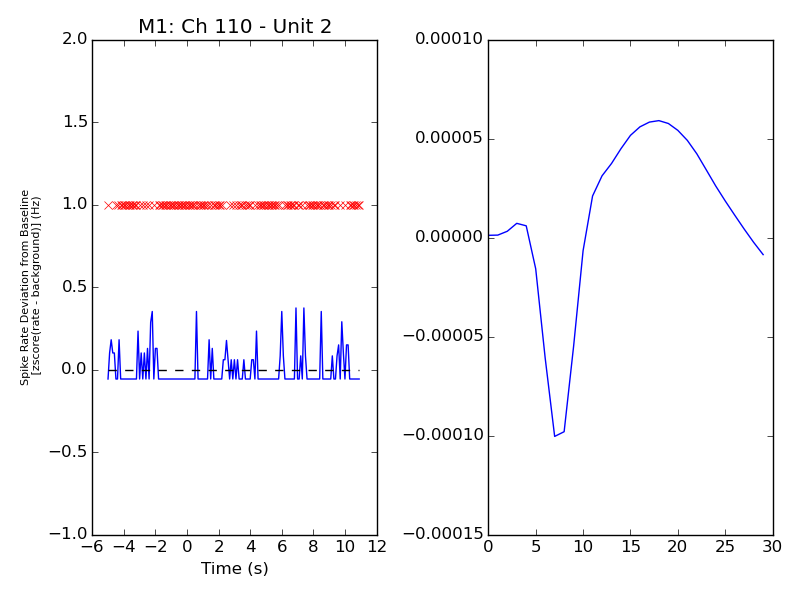 M1: Ch 110 - Unit 2
2.0
1.5
1.0
0.5
0.0
−0.5
−1.0
−6 −4 −2 0 2 4 6 8 10 12
Time (s)
Spike Rate Deviation from Baseline
[zscore(rate - background)] (Hz)
0.00010
0.00005
0.00000
−0.00005
−0.00010
−0.00015
0 5 10 15 20 25 30